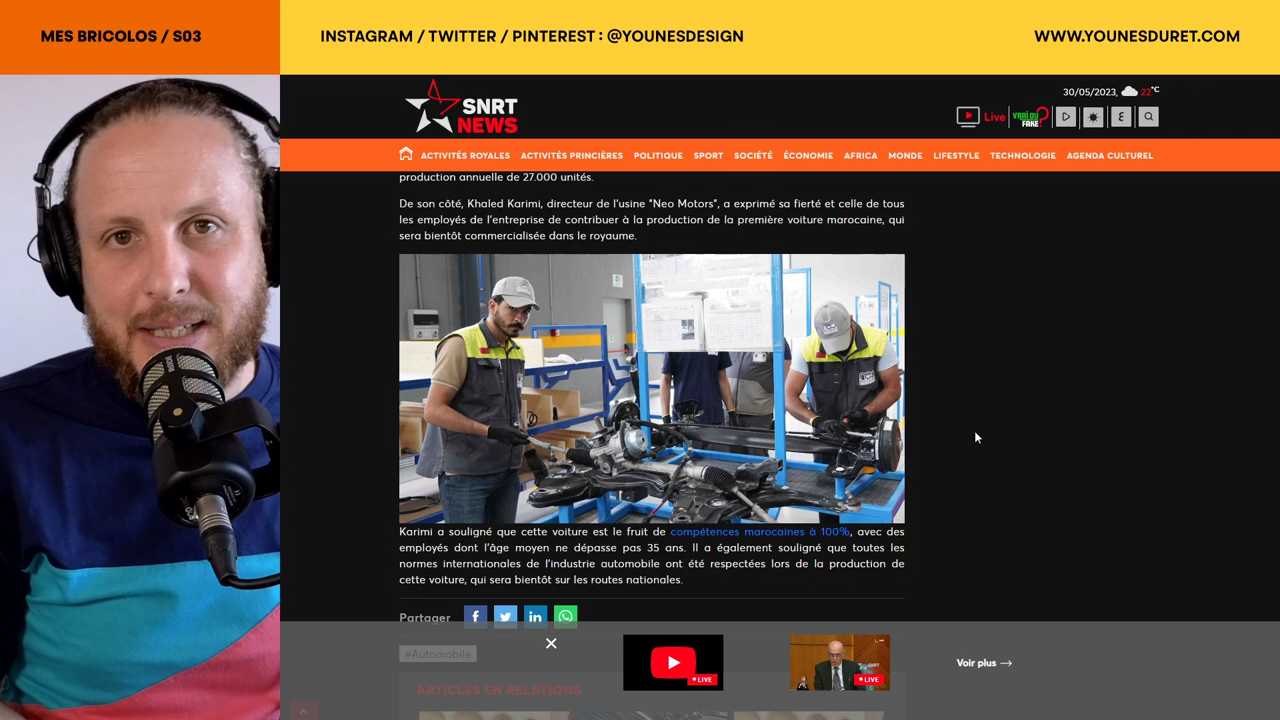 MES BRICOLOS / S03
INSTAGRAM / TWITTER / PINTEREST : @YOUNESDESIGN
WWW.YOUNESDURET.COM
SNRT
NEWS
30/05/2023,
22°C
Live
VRAI OU
FAKE
ACTIVITÉS ROYALES ACTIVITÉS PRINCIÈRES POLITIQUE SPORT SOCIÉTÉ ÉCONOMIE AFRICA MONDE LIFESTYLE TECHNOLOGIE AGENDA CULTUREL
production annuelle de 27.000 unités.
De son côté, Khaled Karimi, directeur de l'usine "Neo Motors", a exprimé sa fierté et celle de tous
les employés de l'entreprise de contribuer à la production de la première voiture marocaine, qui
sera bientôt commercialisée dans le royaume.
Karimi a souligné que cette voiture est le fruit de compétences marocaines à 100%, avec des
employés dont l'âge moyen ne dépasse pas 35 ans. Il a également souligné que toutes les
normes internationales de l'industrie automobile ont été respectées lors de la production de
cette voiture, qui sera bientôt sur les routes nationales.
Partager
#Automobile
LIVE
LIVE
Voir plus
ARTICLES EN RELATIONS